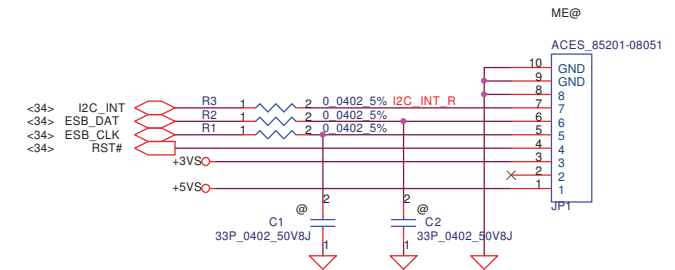 ME@
ACES_85201-08051
10 GND
9 GND
8 8
<34> I2C_INT R3 1 2 0_0402_5% I2C_INT_R 7 7
<34> ESB_DAT R2 1 2 0_0402_5% 6 6
<34> ESB_CLK R1 1 2 0_0402_5% 5 5
<34> RST# 4 4
+3VS 3 3
2 2
+5VS 1 1
JP1
2 2
@ @
C1 C2
33P_0402_50V8J 33P_0402_50V8J
1 1